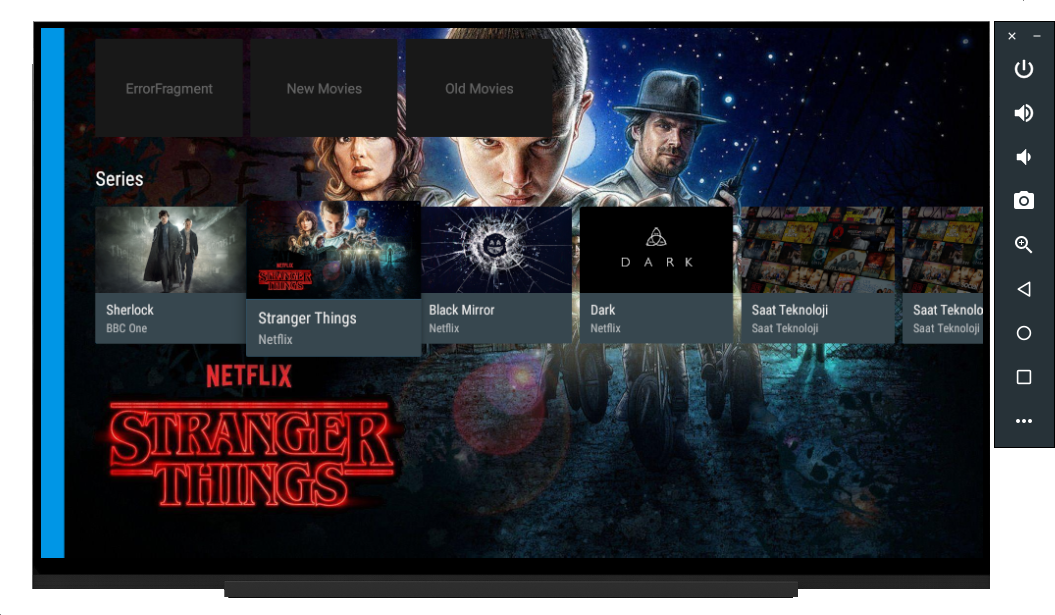 ErrorFragment
New Movies
Old Movies
Series
STRANGER
THINGS
DARK
Sherlock
BBC One
Stranger Things
Netflix
Black Mirror
Netflix
Dark
Netflix
Saat Teknoloji
Saat Teknoloji
Saat Teknolo
Saat Teknoloji
NETFLIX
STRANGER
THINGS